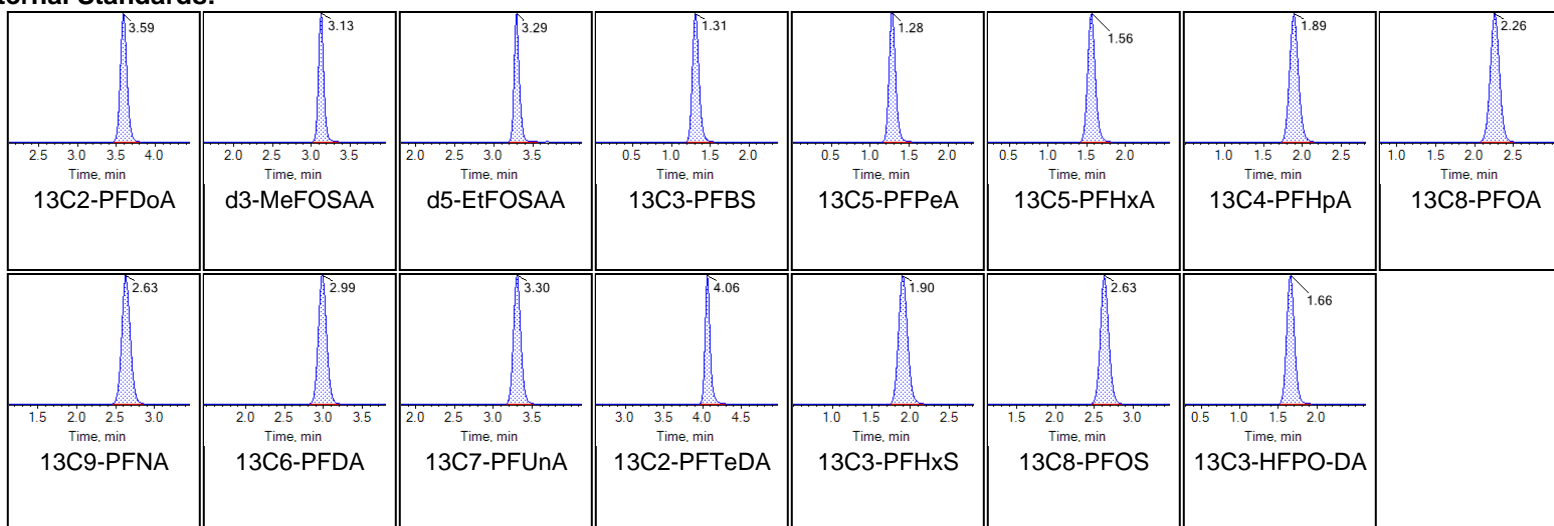 ternal Standards:
3.59 3.13 3.29 1.31 1.28 1.56 1.89 2.26
2.5 3.0 3.5 4.0 2.0 2.5 3.0 3.5 2.0 2.5 3.0 3.5 0.5 1.0 1.5 2.0 0.5 1.0 1.5 2.0 0.5 1.0 1.5 2.0 1.0 1.5 2.0 2.5 1.0 1.5 2.0 2.5
Time, min Time, min Time, min Time, min Time, min Time, min Time, min Time, min
13C2-PFDoA d3-MeFOSAA d5-EtFOSAA 13C3-PFBS 13C5-PFPeA 13C5-PFHxA 13C4-PFHpA 13C8-PFOA
2.63 2.99 3.30 4.06 1.90 2.63 1.66
1.5 2.0 2.5 3.0 2.0 2.5 3.0 3.5 2.0 2.5 3.0 3.5 3.0 3.5 4.0 4.5 1.0 1.5 2.0 2.5 1.5 2.0 2.5 3.0 0.5 1.0 1.5 2.0
Time, min Time, min Time, min Time, min Time, min Time, min Time, min
13C9-PFNA 13C6-PFDA 13C7-PFUnA 13C2-PFTeDA 13C3-PFHxS 13C8-PFOS 13C3-HFPO-DA